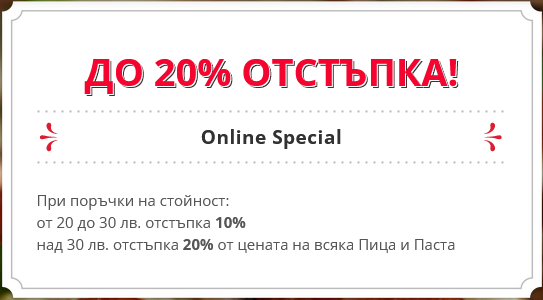 ДО 20% ОТСТЪПКА!
Online Special
При поръчки на стойност:
от 20 до 30 лв. отстъпка 10%
над 30 лв. отстъпка 20% от цената на всяка Пица и Паста